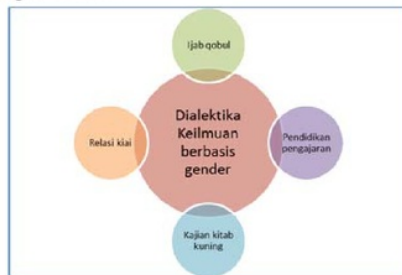 Ijab qobul
Dialektika
Keilmuan
berbasis
gender
Relasi kiai
Pendidikan
pengajaran
Kajian kitab
kuning